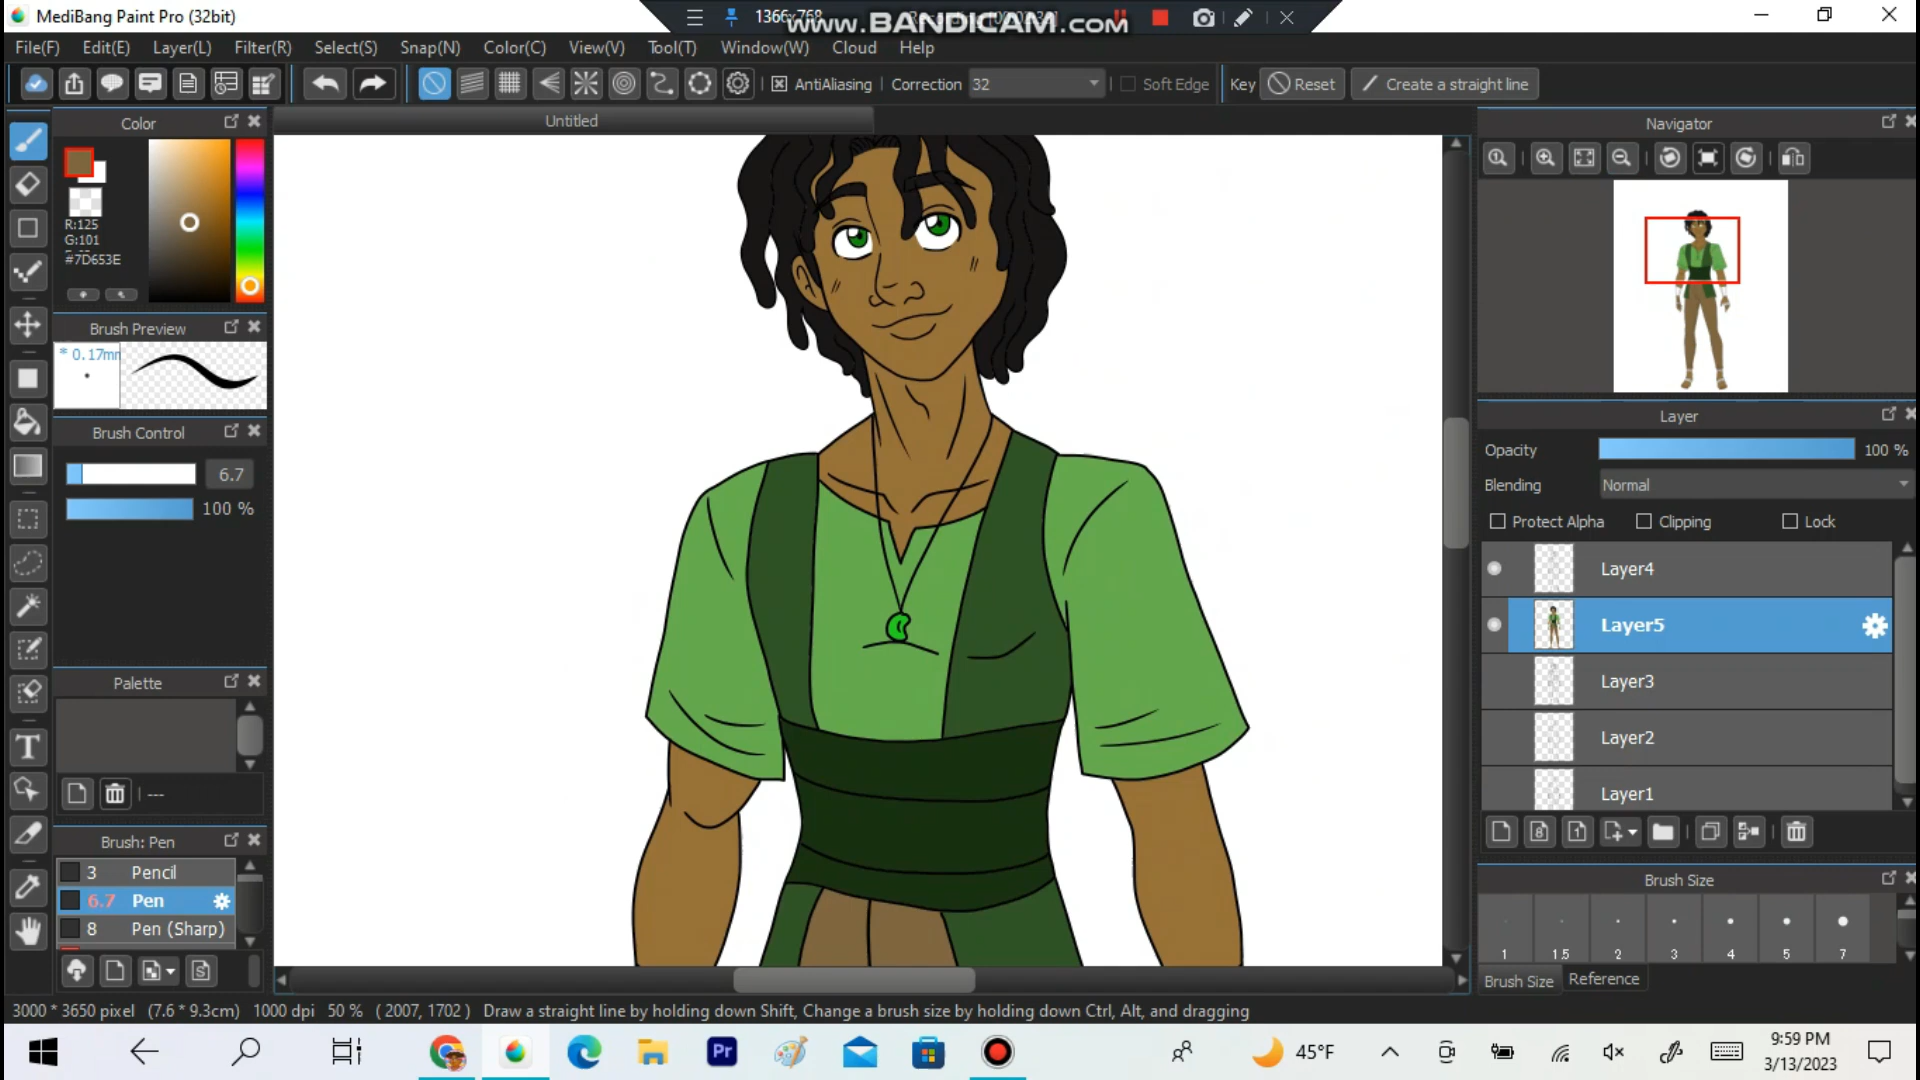 MediBang Paint Pro (32bit)
1366x768
www.BANDICAM.com
File(F) Edit(E) Layer(L) Filter(R) Select(S) Snap(N) Color(C) View(V) Tool(T) Window(W) Cloud Help
AntiAliasing Correction 32 Soft Edge Key Reset Create a straight line
Color
Untitled
Navigator
R:125
G:101
#7D653E
Brush Preview
* 0.17mm
Brush Control
6.7
100 %
Layer
Opacity 100 %
Blending Normal
Protect Alpha Clipping Lock
Layer4
Layer5
Layer3
Layer2
Layer1
Palette
---
Brush: Pen
3 Pencil
6.7 Pen
8 Pen (Sharp)
Brush Size
1 1.5 2 3 4 5 7
Brush Size Reference
3000 * 3650 pixel (7.6 * 9.3cm) 1000 dpi 50 % ( 2007, 1702 ) Draw a straight line by holding down Shift, Change a brush size by holding down Ctrl, Alt, and dragging
Pr
45°F
9:59 PM
3/13/2023